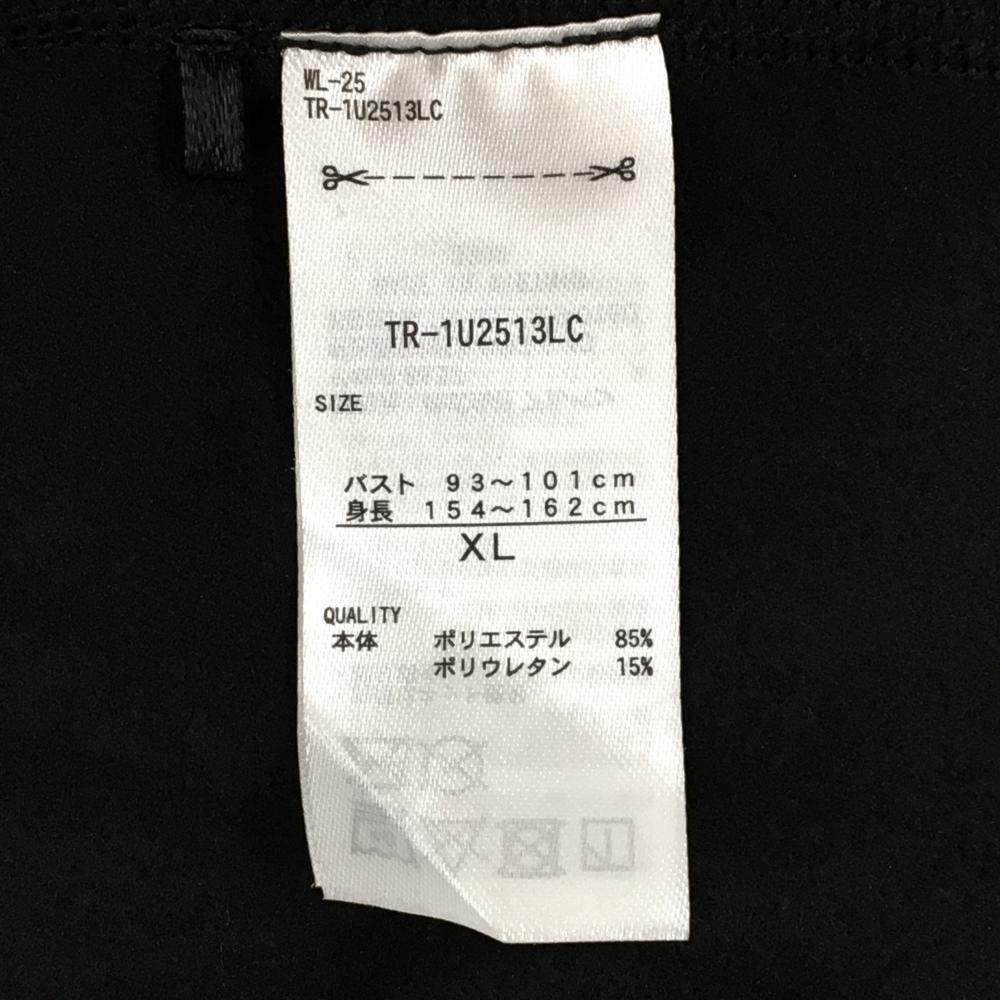 WL-25
TR-1U2513LC
TR-1U2513LC
SIZE
バスト 93～101cm
身長 154～162cm
XL
QUALITY
本体 ポリエステル 85%
ポリウレタン 15%